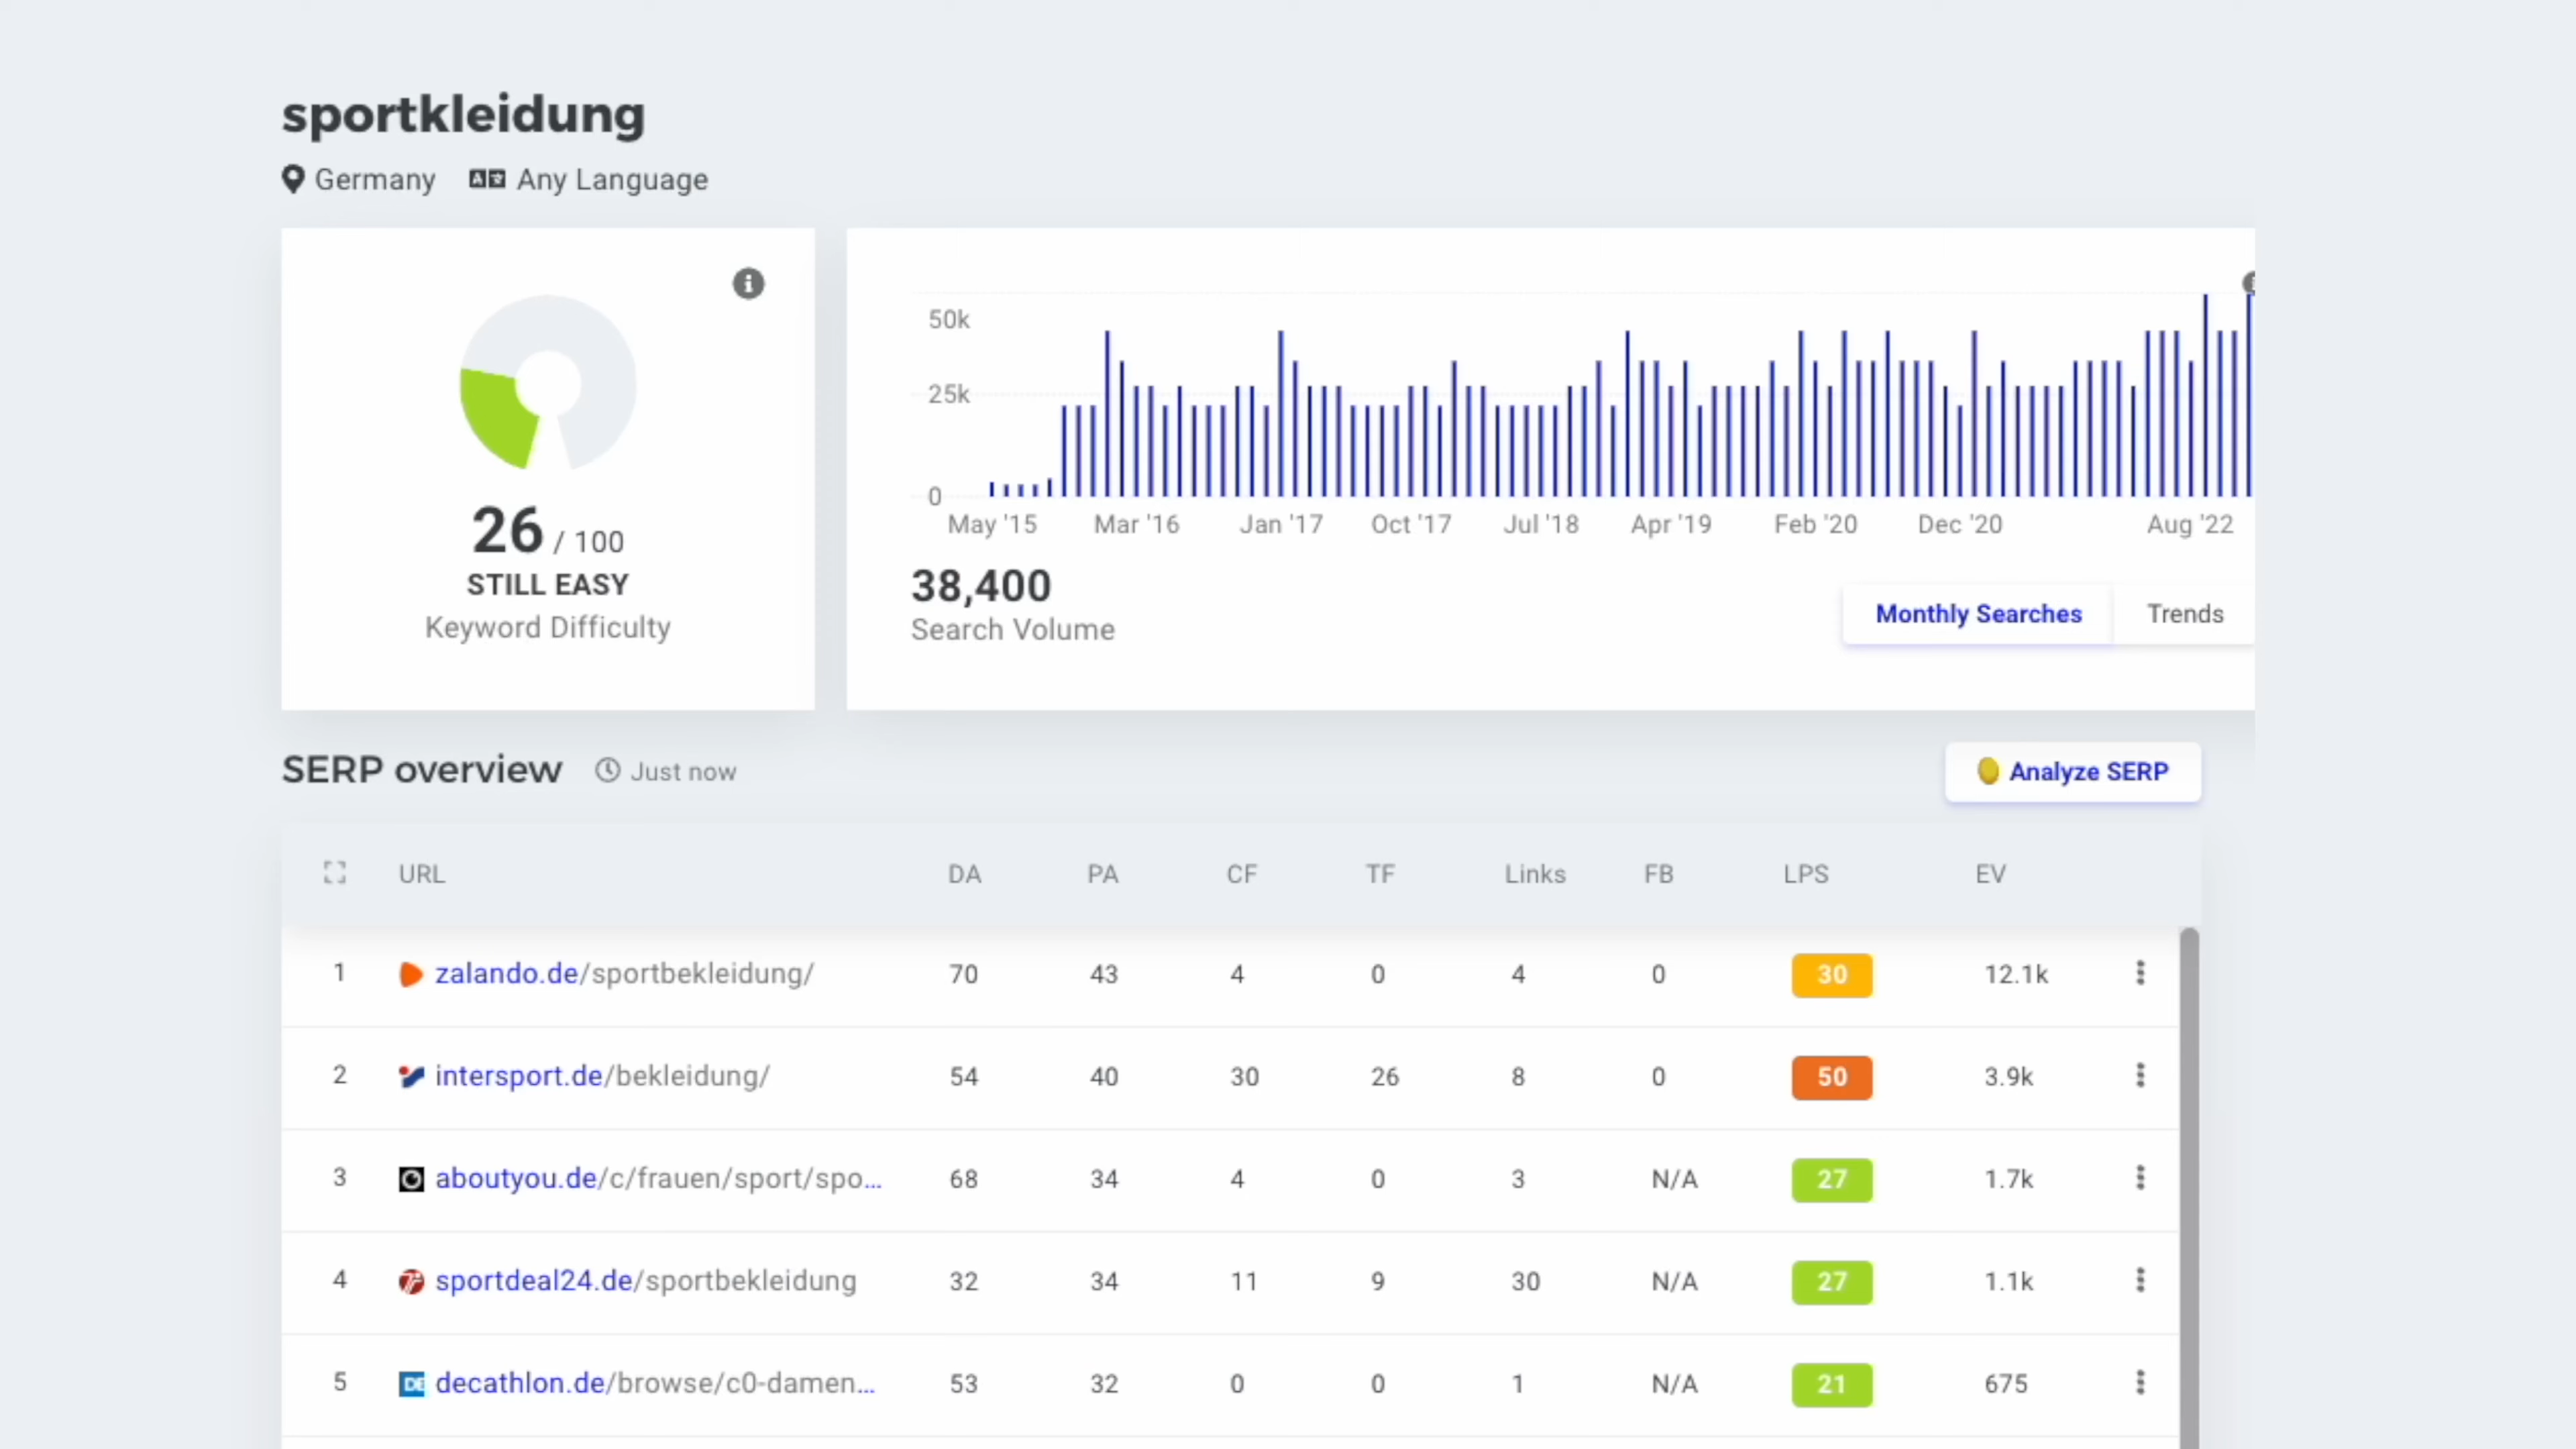 sportkleidung
Germany Any Language
50k
25k
0
May '15 Mar '16 Jan '17 Oct '17 Jul '18 Apr '19 Feb '20 Dec '20 Aug '22
26 / 100
STILL EASY
Keyword Difficulty
38,400
Search Volume
Monthly Searches Trends
SERP overview Just now Analyze SERP
URL DA PA CF TF Links FB LPS EV
1 zalando.de/sportbekleidung/ 70 43 4 0 4 0 30 12.1k
2 intersport.de/bekleidung/ 54 40 30 26 8 0 50 3.9k
3 aboutyou.de/c/frauen/sport/spo... 68 34 4 0 3 N/A 27 1.7k
4 sportdeal24.de/sportbekleidung 32 34 11 9 30 N/A 27 1.1k
5 decathlon.de/browse/c0-damen... 53 32 0 0 1 N/A 21 675